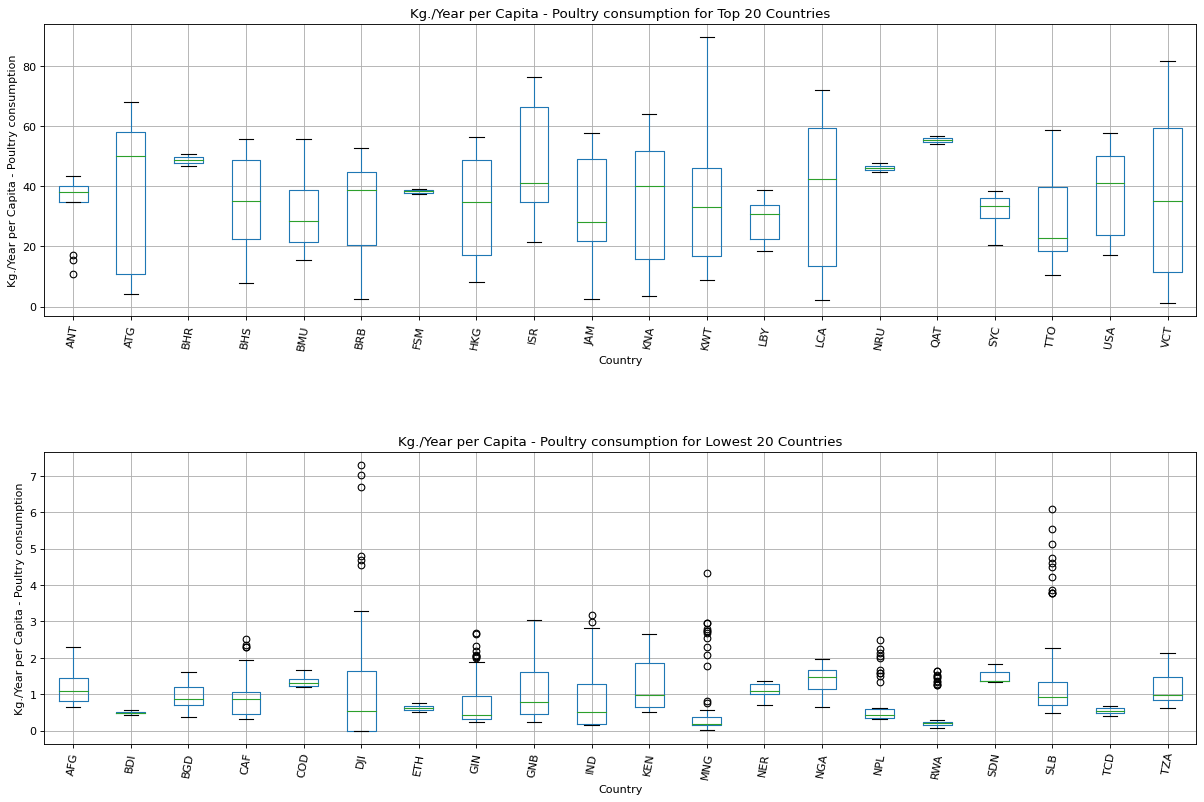 Kg./Year per Capita - Poultry consumption for Top 20 Countries
Kg./Year per Capita - Poultry consumption
80
60
40
20
0
ANT ATG BHR BHS BMU BRB FSM HKG ISR JAM KNA KWT LBY LCA NRU QAT SYC TTO USA VCT
Country
Kg./Year per Capita - Poultry consumption for Lowest 20 Countries
Kg./Year per Capita - Poultry consumption
7
6
5
4
3
2
1
0
AFG BDI BGD CAF COD DJI ETH GIN GNB IND KEN MNG NER NGA NPL RWA SDN SLB TCD TZA
Country